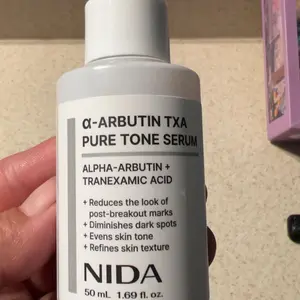 α-ARBUTIN TXA
PURE TONE SERUM
ALPHA-ARBUTIN +
TRANEXAMIC ACID
+ Reduces the look of
post-breakout marks
+ Diminishes dark spots
+ Evens skin tone
+ Refines skin texture
NIDA
50 mL 1.69 fl. oz.